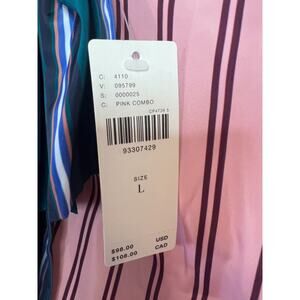 C: 4110
V: 095799
S: 0000025
C: PINK COMBO
CP4726 5
93307429
SIZE
L
$98.00 USD
$108.00 CAD